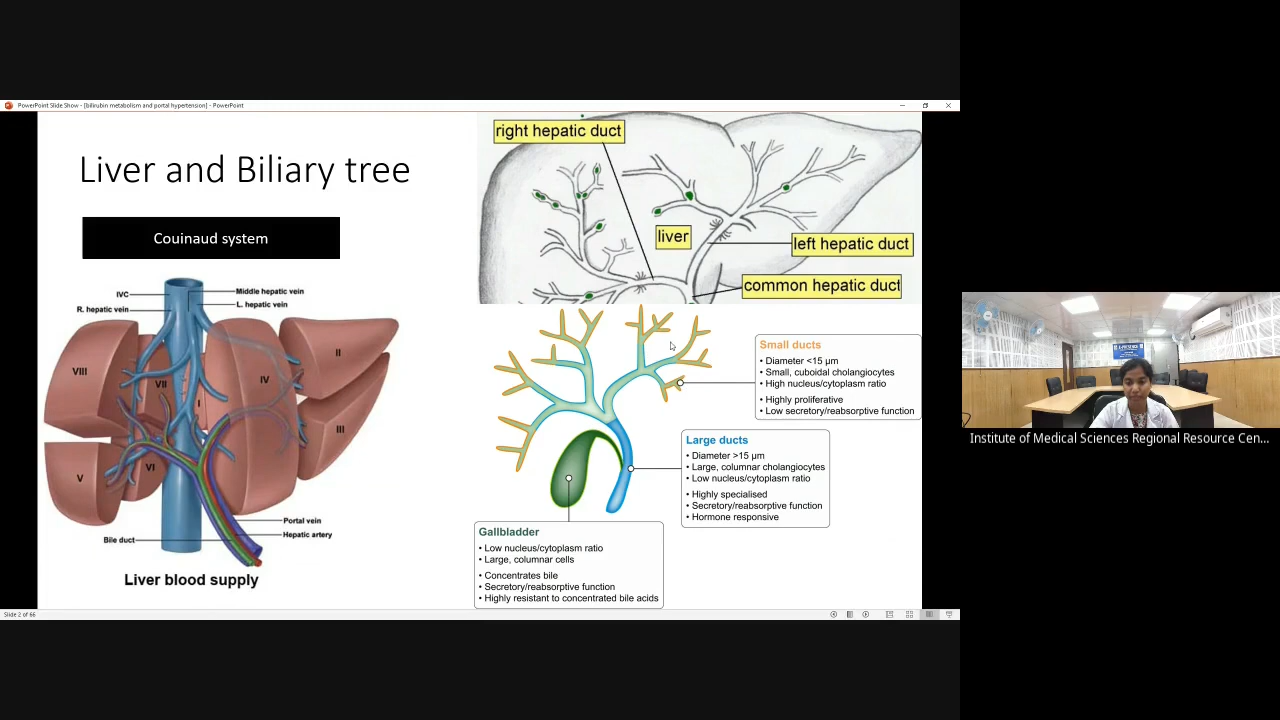 PowerPoint Slide Show - [bilirubin metabolism and portal hypertension] - PowerPoint
Liver and Biliary tree
Couinaud system
IVC
R. hepatic vein
Middle hepatic vein
L. hepatic vein
VIII
VII
I
IV
II
III
V
VI
Portal vein
Hepatic artery
Bile duct
Liver blood supply
right hepatic duct
liver
left hepatic duct
common hepatic duct
Small ducts
• Diameter <15 µm
• Small, cuboidal cholangiocytes
• High nucleus/cytoplasm ratio
• Highly proliferative
• Low secretory/reabsorptive function
Large ducts
• Diameter >15 µm
• Large, columnar cholangiocytes
• Low nucleus/cytoplasm ratio
• Highly specialised
• Secretory/reabsorptive function
• Hormone responsive
Gallbladder
• Low nucleus/cytoplasm ratio
• Large, columnar cells
• Concentrates bile
• Secretory/reabsorptive function
• Highly resistant to concentrated bile acids
Slide 2 of 66
Institute of Medical Sciences Regional Resource Cen...